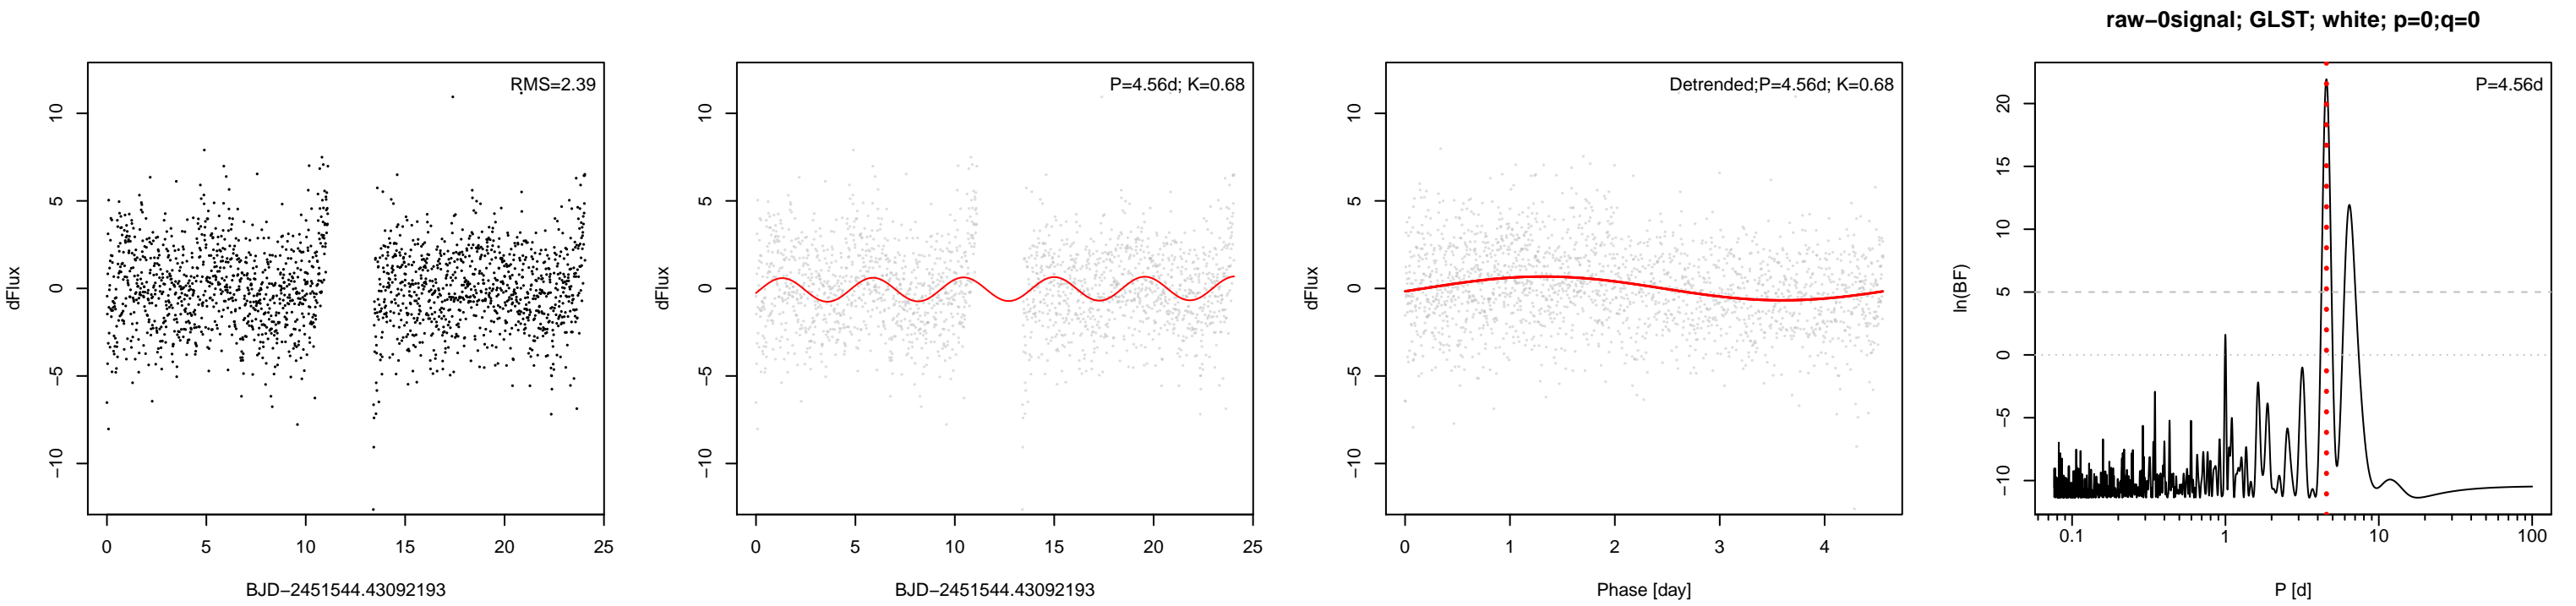 raw−0signal; GLST; white; p=0;q=0
RMS=2.39
dFlux
10
5
0
−5
−10
0 5 10 15 20 25
BJD−2451544.43092193
P=4.56d; K=0.68
dFlux
10
5
0
−5
−10
0 5 10 15 20 25
BJD−2451544.43092193
Detrended;P=4.56d; K=0.68
dFlux
10
5
0
−5
−10
0 1 2 3 4
Phase [day]
P=4.56d
ln(BF)
20
15
10
5
0
−5
−10
0.1 1 10 100
P [d]